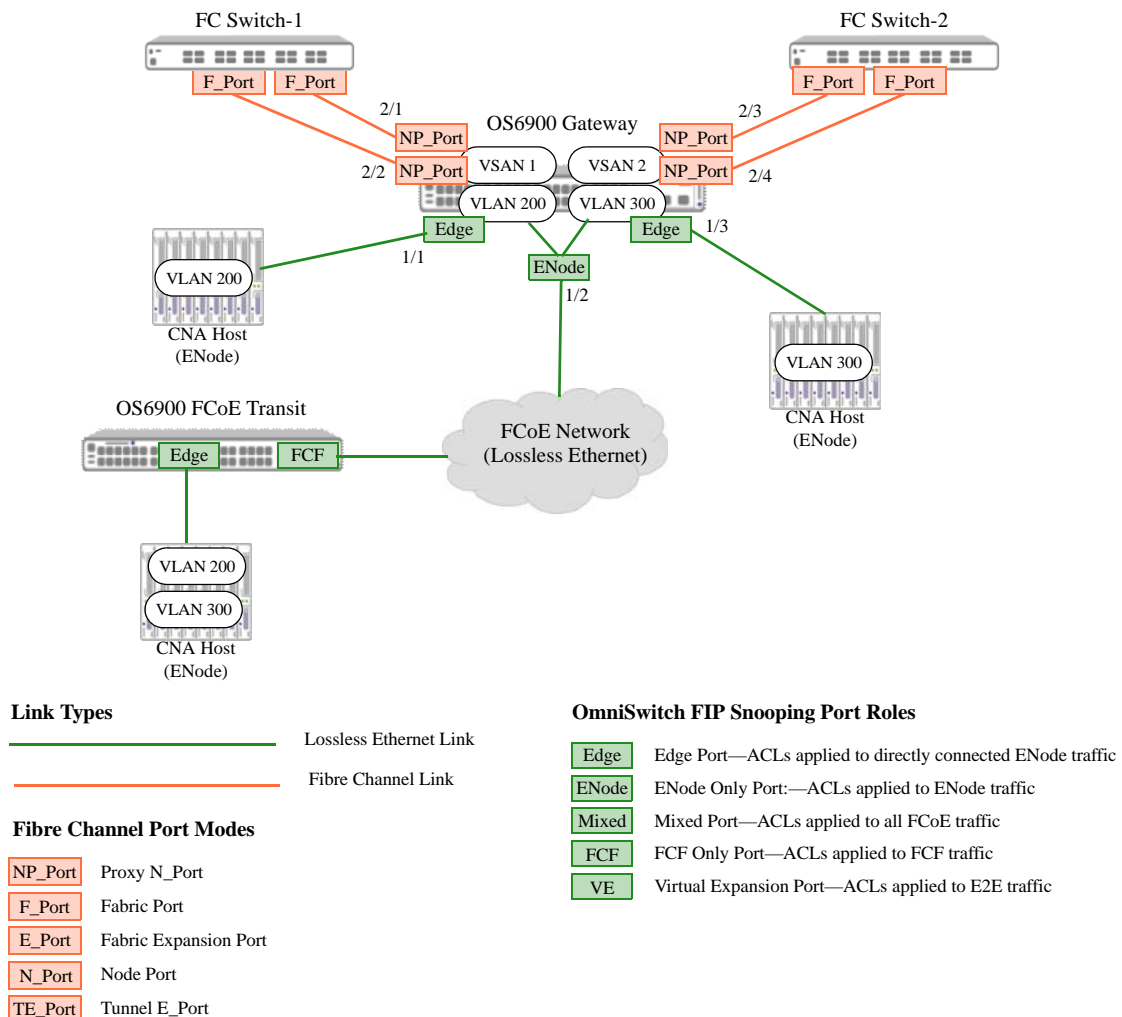 FC Switch-1
FC Switch-2
F_Port
F_Port
F_Port
F_Port
2/1
2/3
OS6900 Gateway
NP_Port
NP_Port
2/2
NP_Port
VSAN 1
VSAN 2
NP_Port
2/4
VLAN 200
VLAN 300
Edge
Edge
1/3
1/1
ENode
1/2
VLAN 200
CNA Host
(ENode)
VLAN 300
CNA Host
(ENode)
OS6900 FCoE Transit
Edge
FCF
FCoE Network
(Lossless Ethernet)
VLAN 200
VLAN 300
CNA Host
(ENode)
Link Types
Lossless Ethernet Link
Fibre Channel Link
Fibre Channel Port Modes
NP_Port Proxy N_Port
F_Port Fabric Port
E_Port Fabric Expansion Port
N_Port Node Port
TE_Port Tunnel E_Port
OmniSwitch FIP Snooping Port Roles
Edge Edge Port—ACLs applied to directly connected ENode traffic
ENode ENode Only Port:—ACLs applied to ENode traffic
Mixed Mixed Port—ACLs applied to all FCoE traffic
FCF FCF Only Port—ACLs applied to FCF traffic
VE Virtual Expansion Port—ACLs applied to E2E traffic